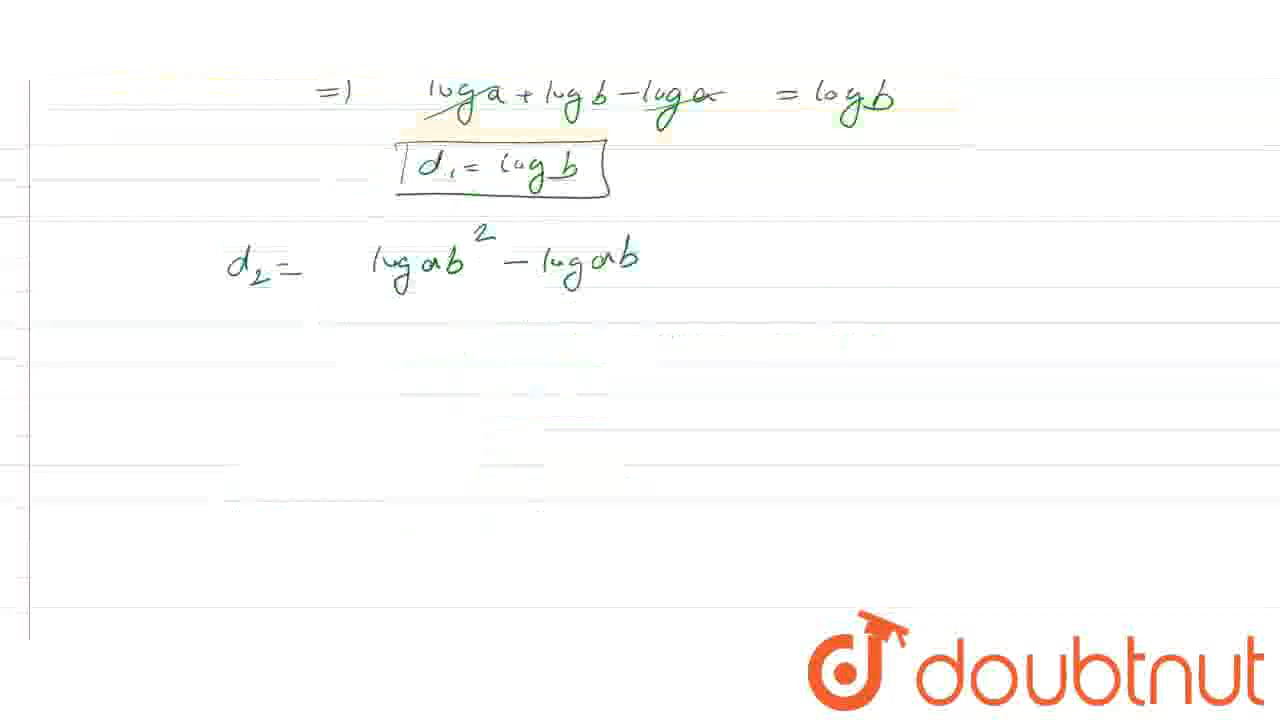 =) log a + log b - log a = log b
d₁ = log b
d₂ = log ab² - log ab
doubtnut